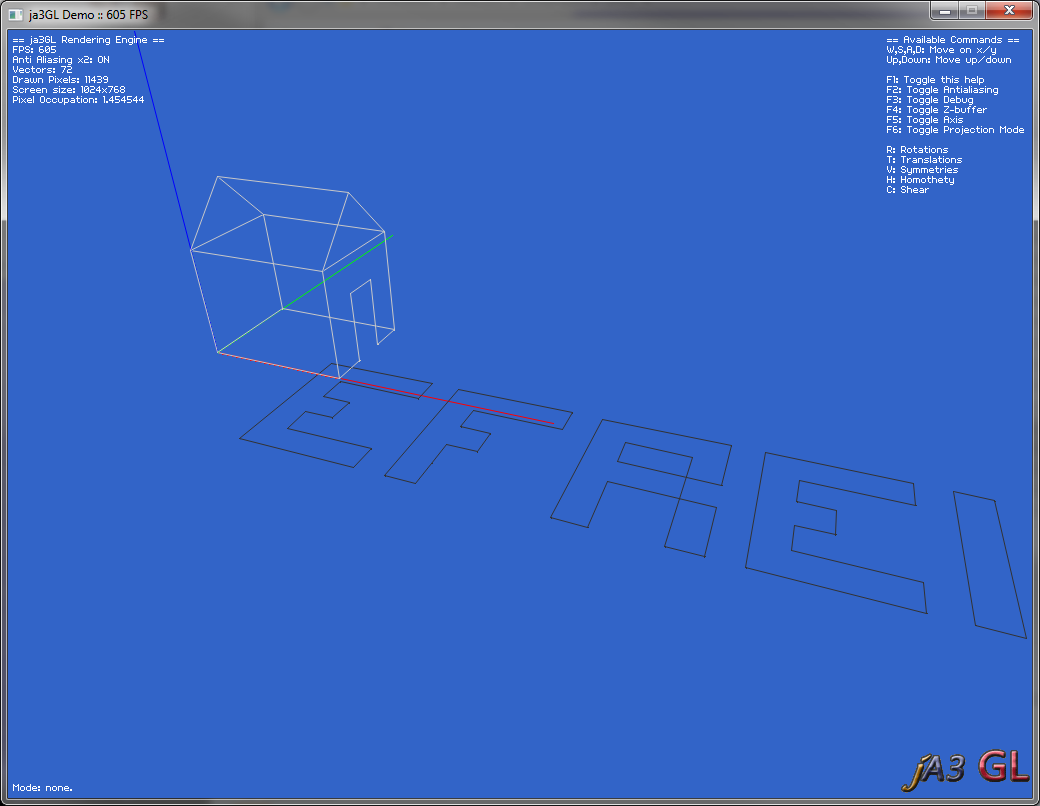 ja3GL Demo :: 605 FPS
== ja3GL Rendering Engine ==
FPS: 605
Anti Aliasing x2: ON
Vectors: 72
Drawn Pixels: 11439
Screen size: 1024x768
Pixel Occupation: 1.454544
== Available Commands ==
W,S,A,D: Move on x/y
Up,Down: Move up/down
F1: Toggle this help
F2: Toggle Antialiasing
F3: Toggle Debug
F4: Toggle Z-buffer
F5: Toggle Axis
F6: Toggle Projection Mode
R: Rotations
T: Translations
V: Symmetries
H: Homothety
C: Shear
EFREI
Mode: none.
jA3 GL